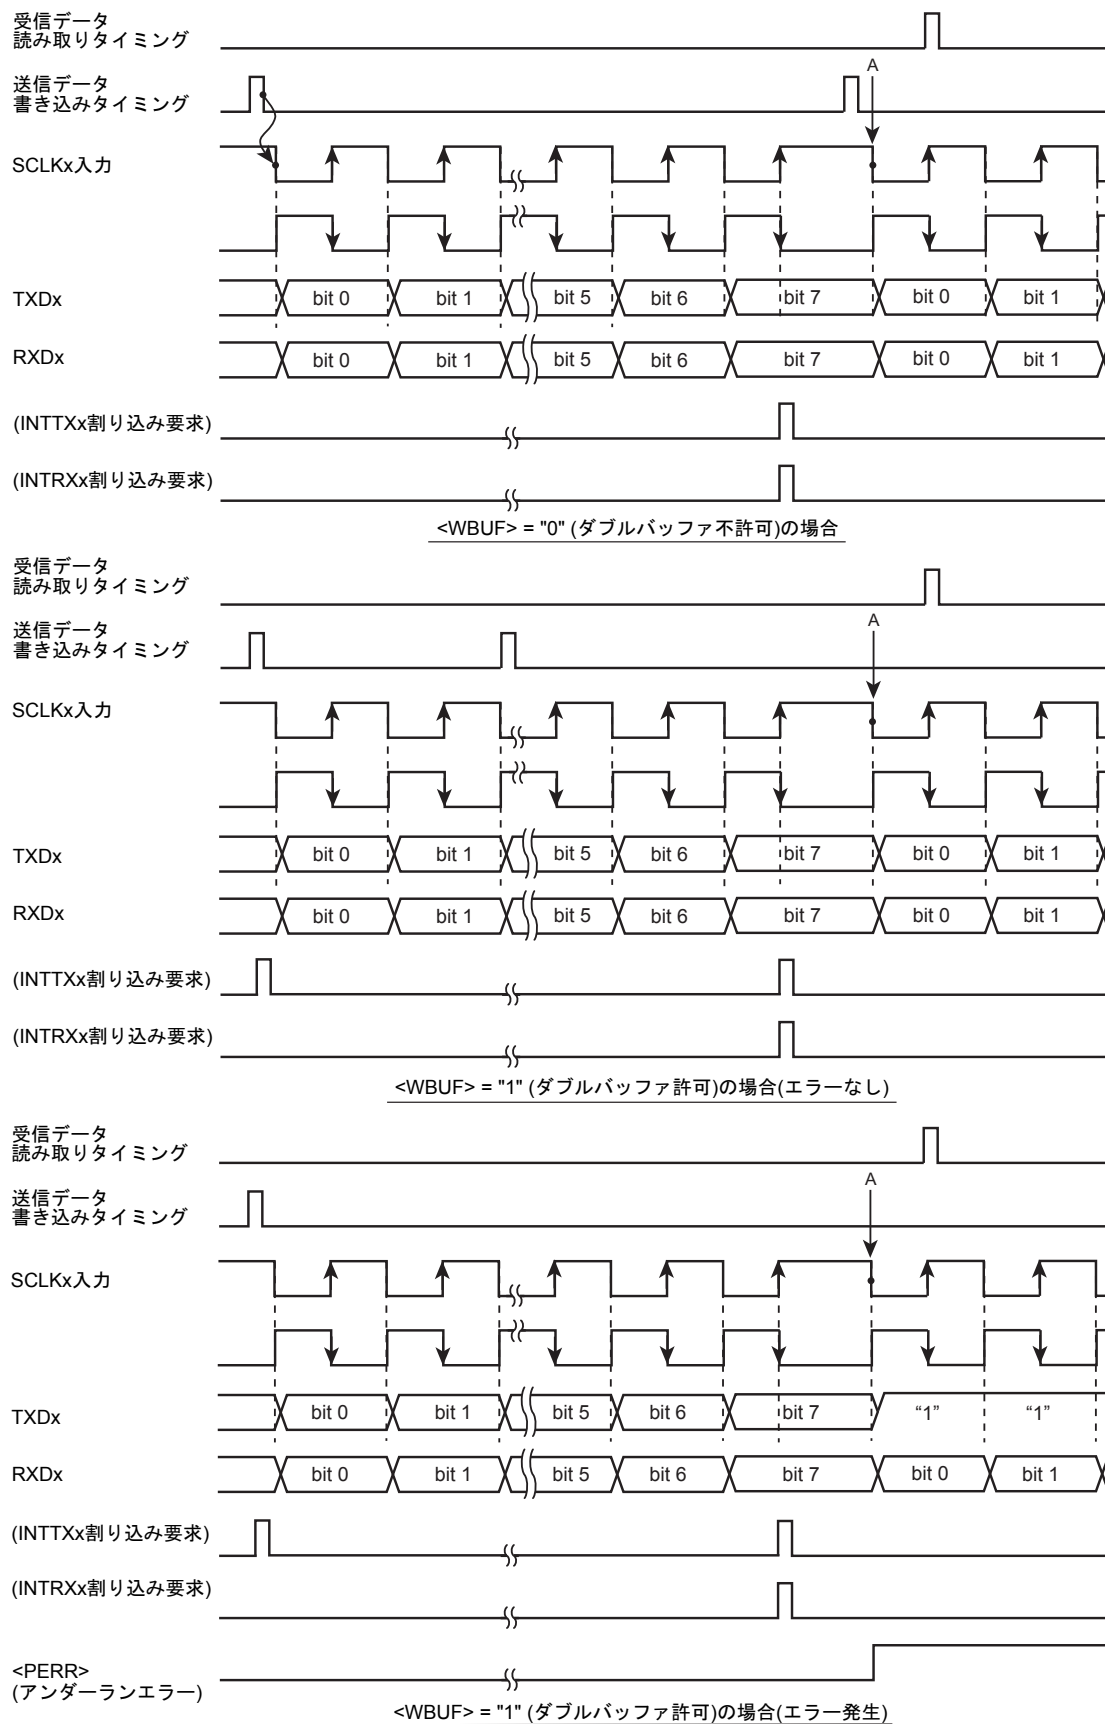 受信データ
読み取りタイミング
送信データ
書き込みタイミング
A
SCLKx入力
TXDx bit 0 bit 1 bit 5 bit 6 bit 7 bit 0 bit 1
RXDx bit 0 bit 1 bit 5 bit 6 bit 7 bit 0 bit 1
(INTTXx割り込み要求)
(INTRXx割り込み要求)
<WBUF> = "0" (ダブルバッファ不許可)の場合
受信データ
読み取りタイミング
送信データ
書き込みタイミング
A
SCLKx入力
TXDx bit 0 bit 1 bit 5 bit 6 bit 7 bit 0 bit 1
RXDx bit 0 bit 1 bit 5 bit 6 bit 7 bit 0 bit 1
(INTTXx割り込み要求)
(INTRXx割り込み要求)
<WBUF> = "1" (ダブルバッファ許可)の場合(エラーなし)
受信データ
読み取りタイミング
送信データ
書き込みタイミング
A
SCLKx入力
TXDx bit 0 bit 1 bit 5 bit 6 bit 7 “1” “1”
RXDx bit 0 bit 1 bit 5 bit 6 bit 7 bit 0 bit 1
(INTTXx割り込み要求)
(INTRXx割り込み要求)
<PERR>
(アンダーランエラー)
<WBUF> = "1" (ダブルバッファ許可)の場合(エラー発生)